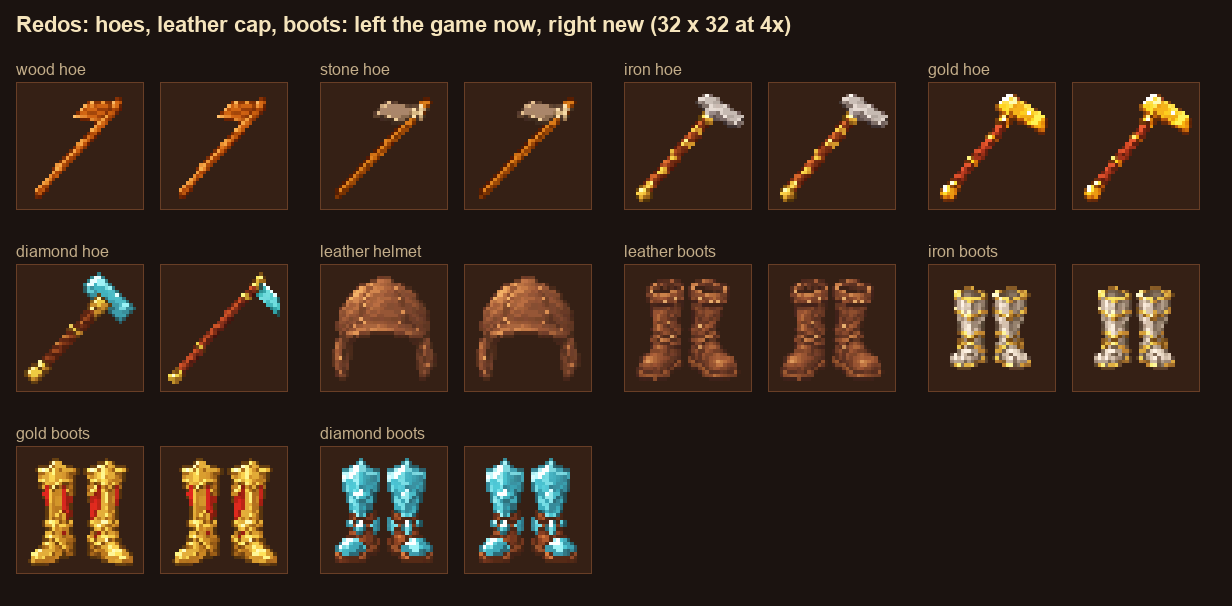 Redos: hoes, leather cap, boots: left the game now, right new (32 x 32 at 4x)
wood hoe
stone hoe
iron hoe
gold hoe
diamond hoe
leather helmet
leather boots
iron boots
gold boots
diamond boots